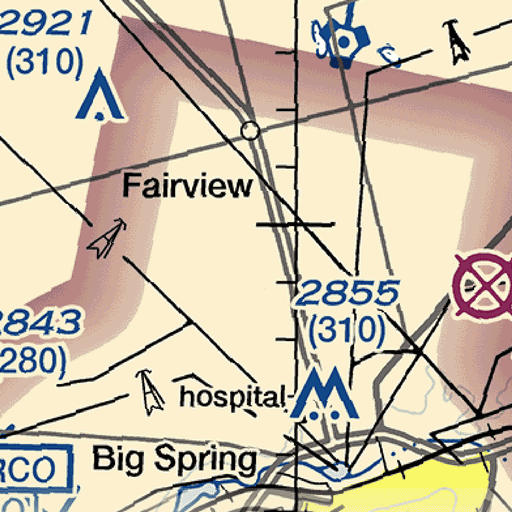 2921
(310)
Fairview
2855
(310)
2843
280)
hospital
Big Spring
RCO